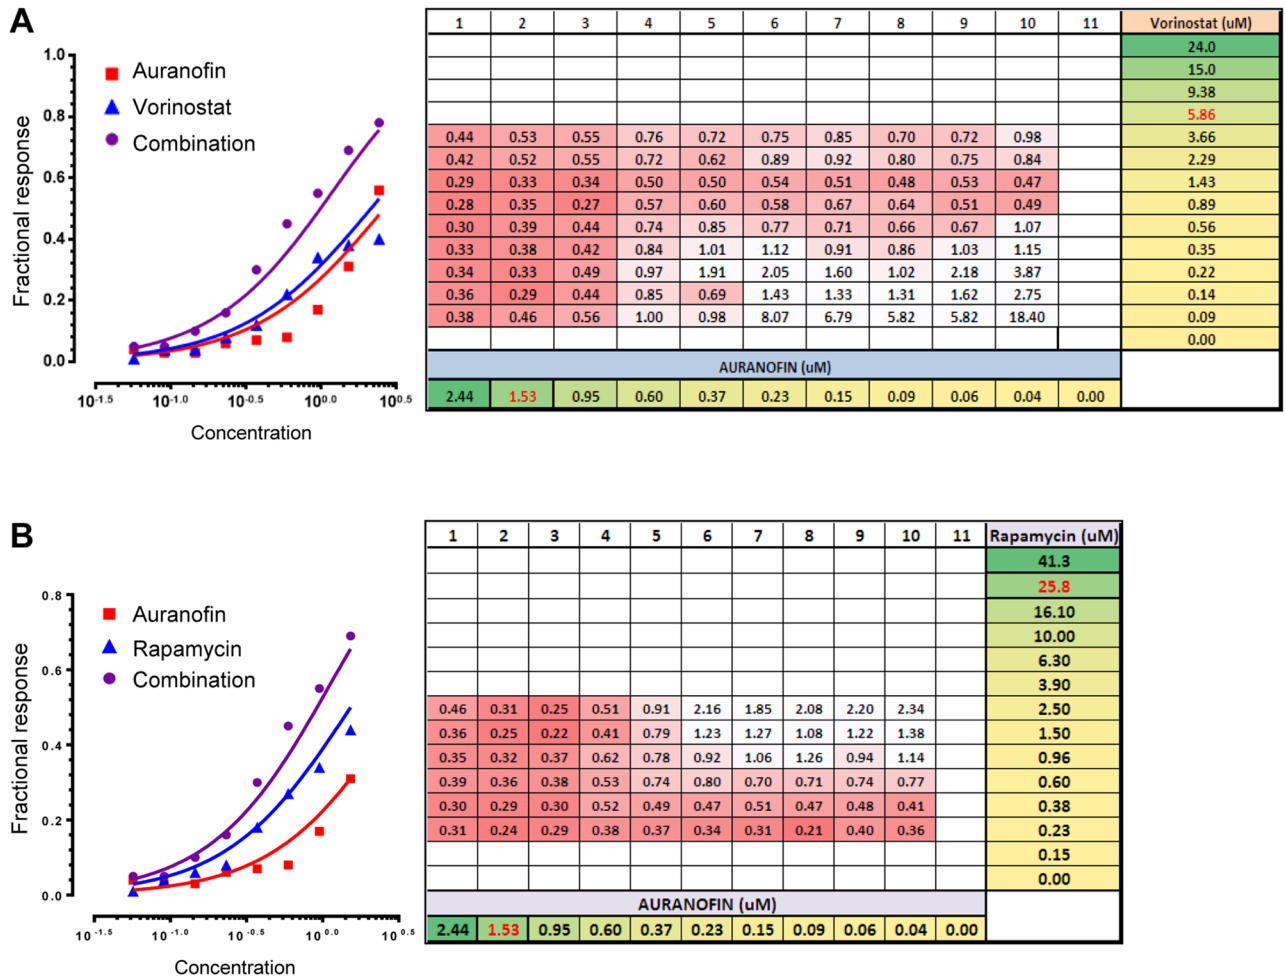 A
1.0
0.8
0.6
0.4
0.2
0.0
Fractional response
Auranofin
Vorinostat
Combination
10-1.5 10-1.0 10-0.5 100.0 100.5
Concentration
1 2 3 4 5 6 7 8 9 10 11 Vorinostat (uM)
24.0
15.0
9.38
5.86
0.44 0.53 0.55 0.76 0.72 0.75 0.85 0.70 0.72 0.98 3.66
0.42 0.52 0.55 0.72 0.62 0.89 0.92 0.80 0.75 0.84 2.29
0.29 0.33 0.34 0.50 0.50 0.54 0.51 0.48 0.53 0.47 1.43
0.28 0.35 0.27 0.57 0.60 0.58 0.67 0.64 0.51 0.49 0.89
0.30 0.39 0.44 0.74 0.85 0.77 0.71 0.66 0.67 1.07 0.56
0.33 0.38 0.42 0.84 1.01 1.12 0.91 0.86 1.03 1.15 0.35
0.34 0.33 0.49 0.97 1.91 2.05 1.60 1.02 2.18 3.87 0.22
0.36 0.29 0.44 0.85 0.69 1.43 1.33 1.31 1.62 2.75 0.14
0.38 0.46 0.56 1.00 0.98 8.07 6.79 5.82 5.82 18.40 0.09
0.00
AURANOFIN (uM)
2.44 1.53 0.95 0.60 0.37 0.23 0.15 0.09 0.06 0.04 0.00
B
0.8
0.6
0.4
0.2
0.0
Fractional response
Auranofin
Rapamycin
Combination
10-1.5 10-1.0 10-0.5 100.0 100.5
Concentration
1 2 3 4 5 6 7 8 9 10 11 Rapamycin (uM)
41.3
25.8
16.10
10.00
6.30
3.90
0.46 0.31 0.25 0.51 0.91 2.16 1.85 2.08 2.20 2.34 2.50
0.36 0.25 0.22 0.41 0.79 1.23 1.27 1.08 1.22 1.38 1.50
0.35 0.32 0.37 0.62 0.78 0.92 1.06 1.26 0.94 1.14 0.96
0.39 0.36 0.38 0.53 0.74 0.80 0.70 0.71 0.74 0.77 0.60
0.30 0.29 0.30 0.52 0.49 0.47 0.51 0.47 0.48 0.41 0.38
0.31 0.24 0.29 0.38 0.37 0.34 0.31 0.21 0.40 0.36 0.23
0.15
0.00
AURANOFIN (uM)
2.44 1.53 0.95 0.60 0.37 0.23 0.15 0.09 0.06 0.04 0.00